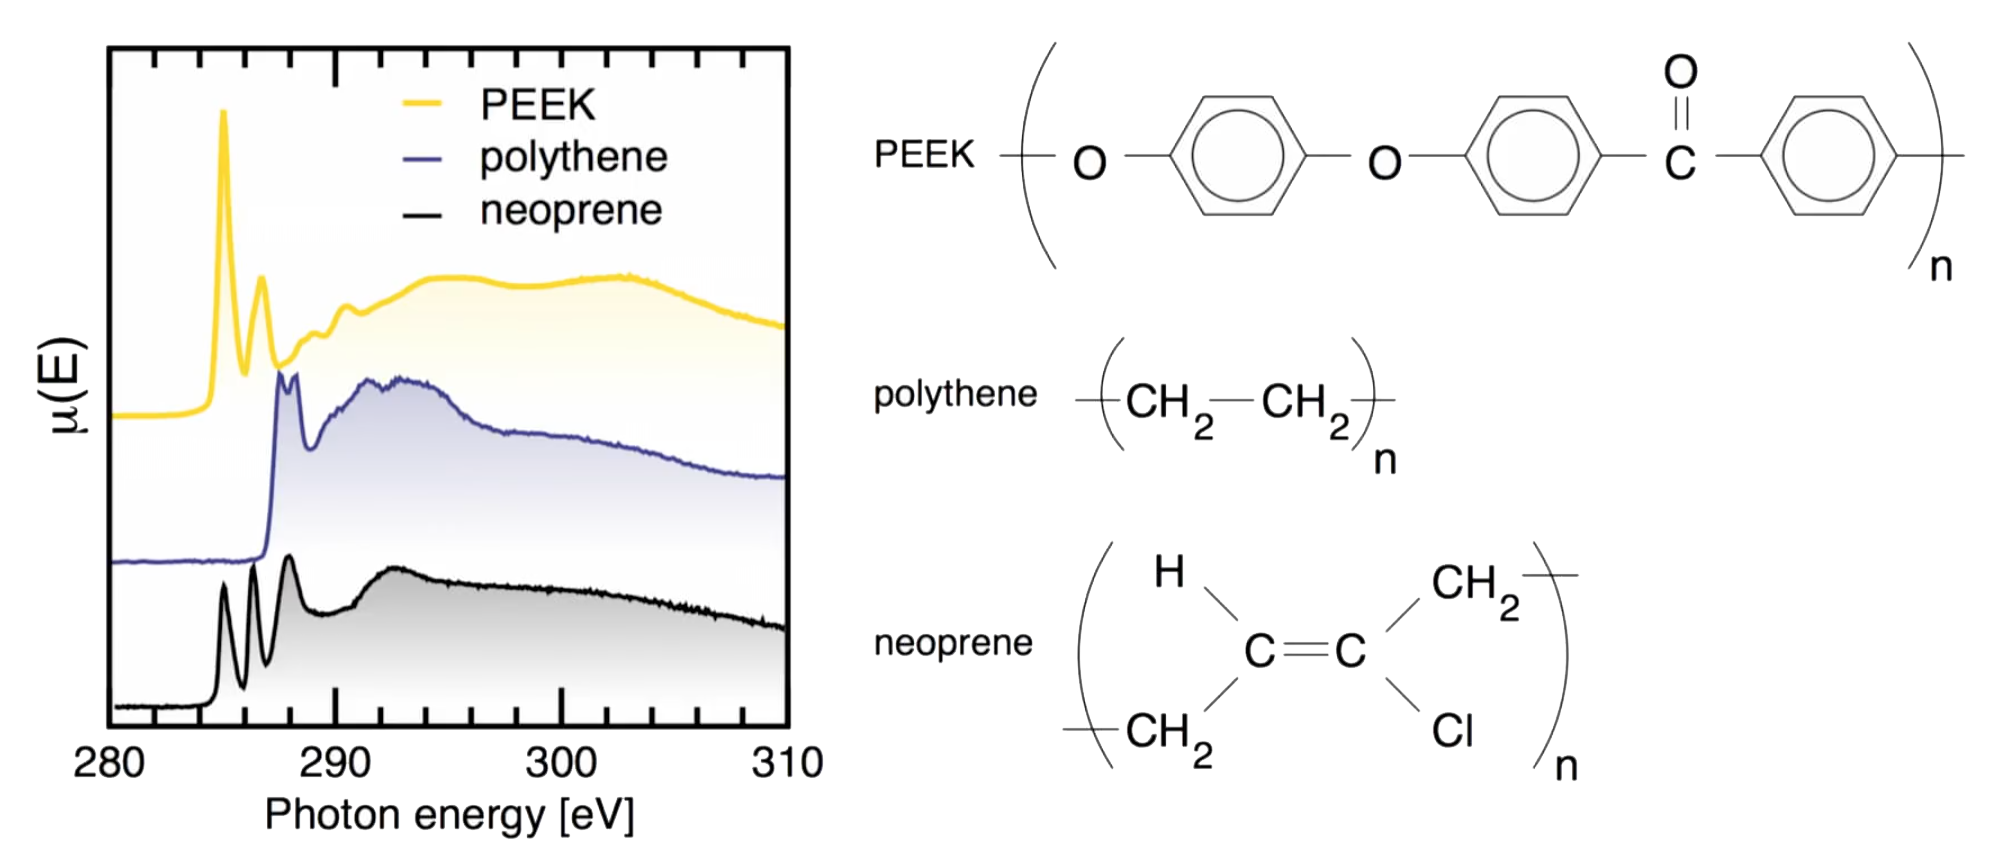 PEEK
polythene
neoprene
μ(E)
280 290 300 310
Photon energy [eV]
O
PEEK O O C n
polythene CH2 CH2 n
H CH2
neoprene C C
CH2 Cl n